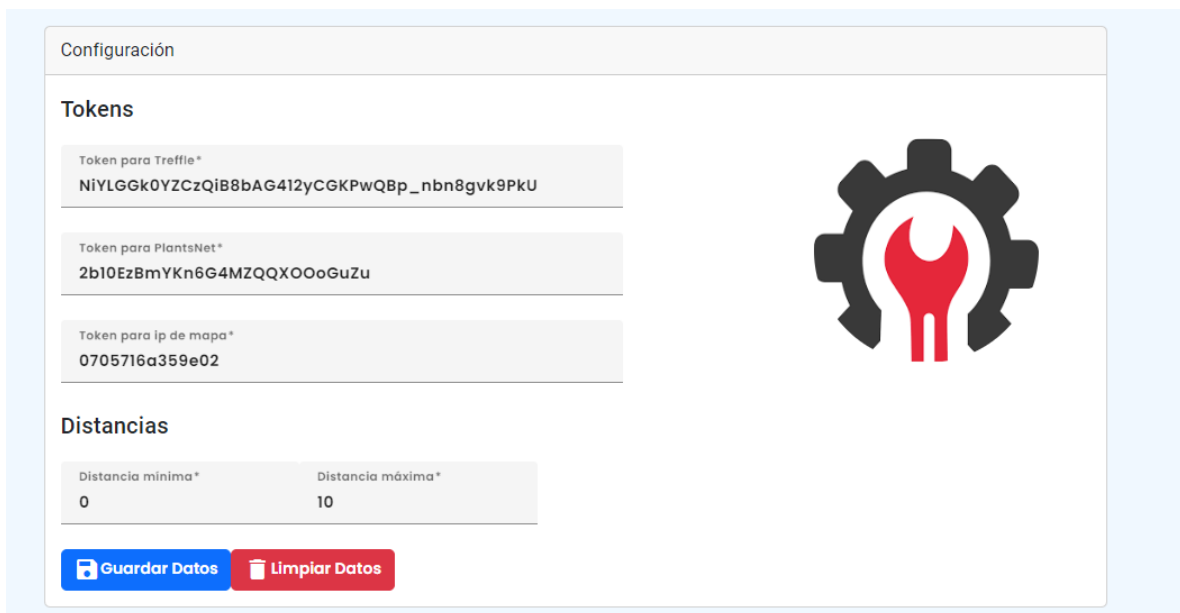 Configuración
Tokens
Token para Treffle*
NiYLGGk0YZCzQiB8bAG412yCGKPwQBp_nbn8gvk9PkU
Token para PlantsNet*
2b10EzBmYKn6G4MZQQXOOoGuZu
Token para ip de mapa*
0705716a359e02
Distancias
Distancia mínima* Distancia máxima*
0 10
Guardar Datos Limpiar Datos